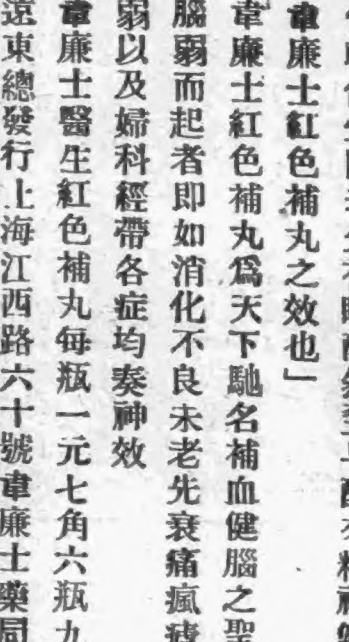 韋廉士紅色補丸之效也」
韋廉士紅色補丸爲天下馳名補血健腦之聖
腦弱而起者即如消化不良未老先衰痛瘋
弱以及婦科經帶各症均奏神效
韋廉士醫生紅色補丸每瓶一元七角六瓶九
遠東總發行上海江西路六十號韋廉士藥